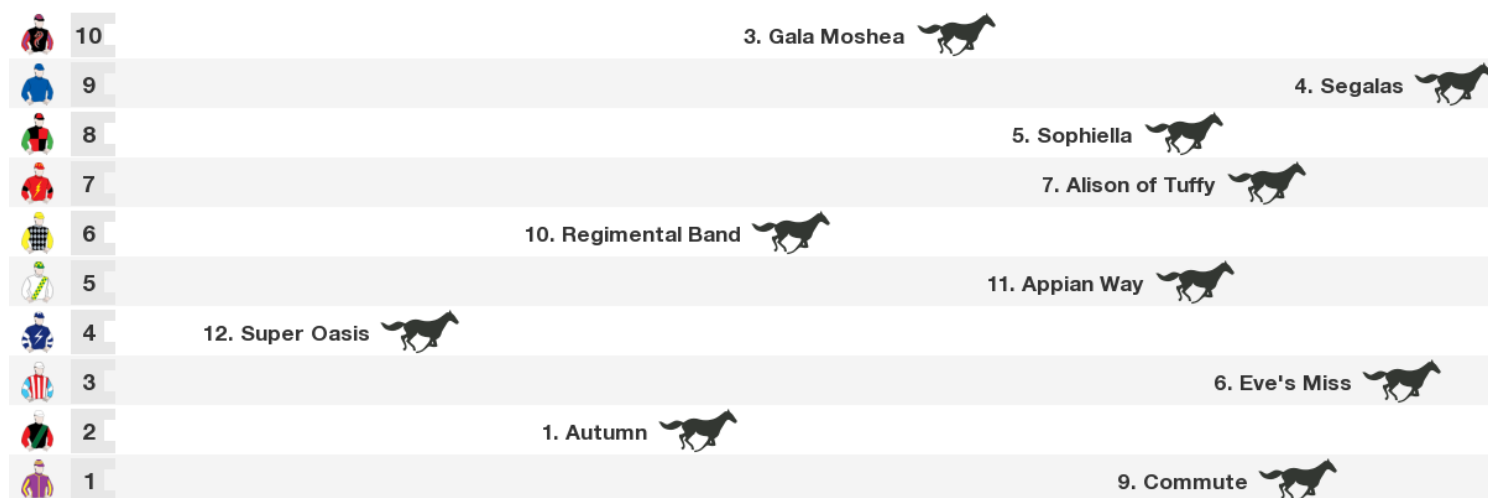 10 3. Gala Moshea
9 4. Segalas
8 5. Sophiella
7 7. Alison of Tuffy
6 10. Regimental Band
5 11. Appian Way
4 12. Super Oasis
3 6. Eve's Miss
2 1. Autumn
1 9. Commute